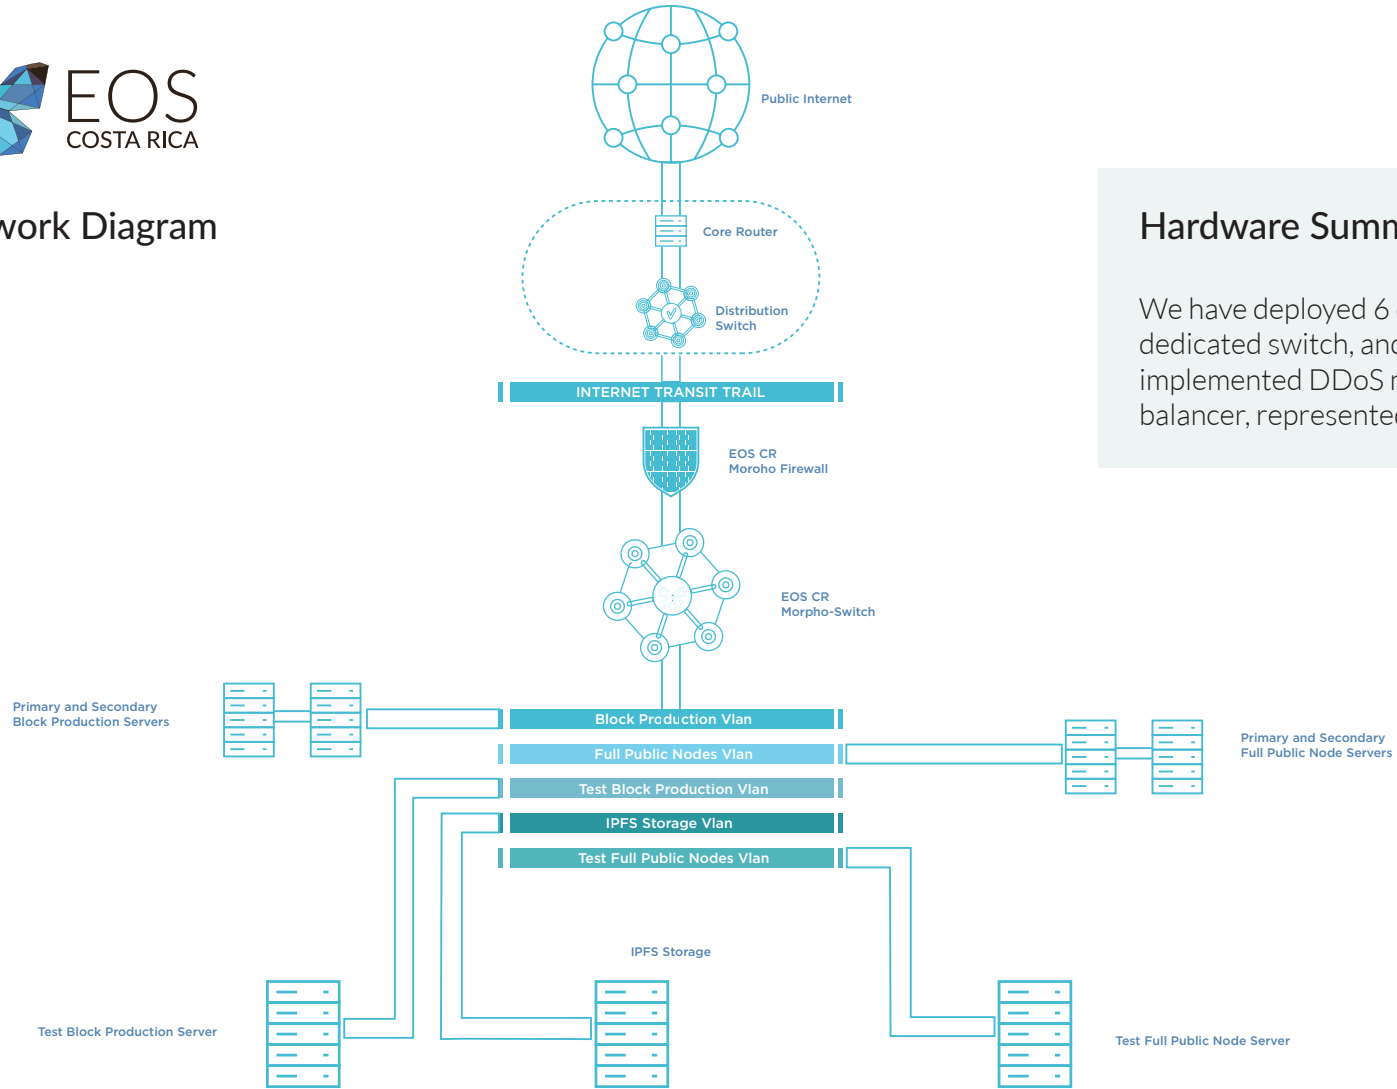 EOS
COSTA RICA
work Diagram
Public Internet
Core Router
Distribution
Switch
INTERNET TRANSIT TRAIL
EOS CR
Moroho Firewall
EOS CR
Morpho-Switch
Hardware Summ
We have deployed 6
dedicated switch, and
implemented DDoS
balancer, represented
Primary and Secondary
Block Production Servers
Block Production Vlan
Full Public Nodes Vlan
Test Block Production Vlan
IPFS Storage Vlan
Test Full Public Nodes Vlan
Primary and Secondary
Full Public Node Servers
IPFS Storage
Test Block Production Server
Test Full Public Node Server